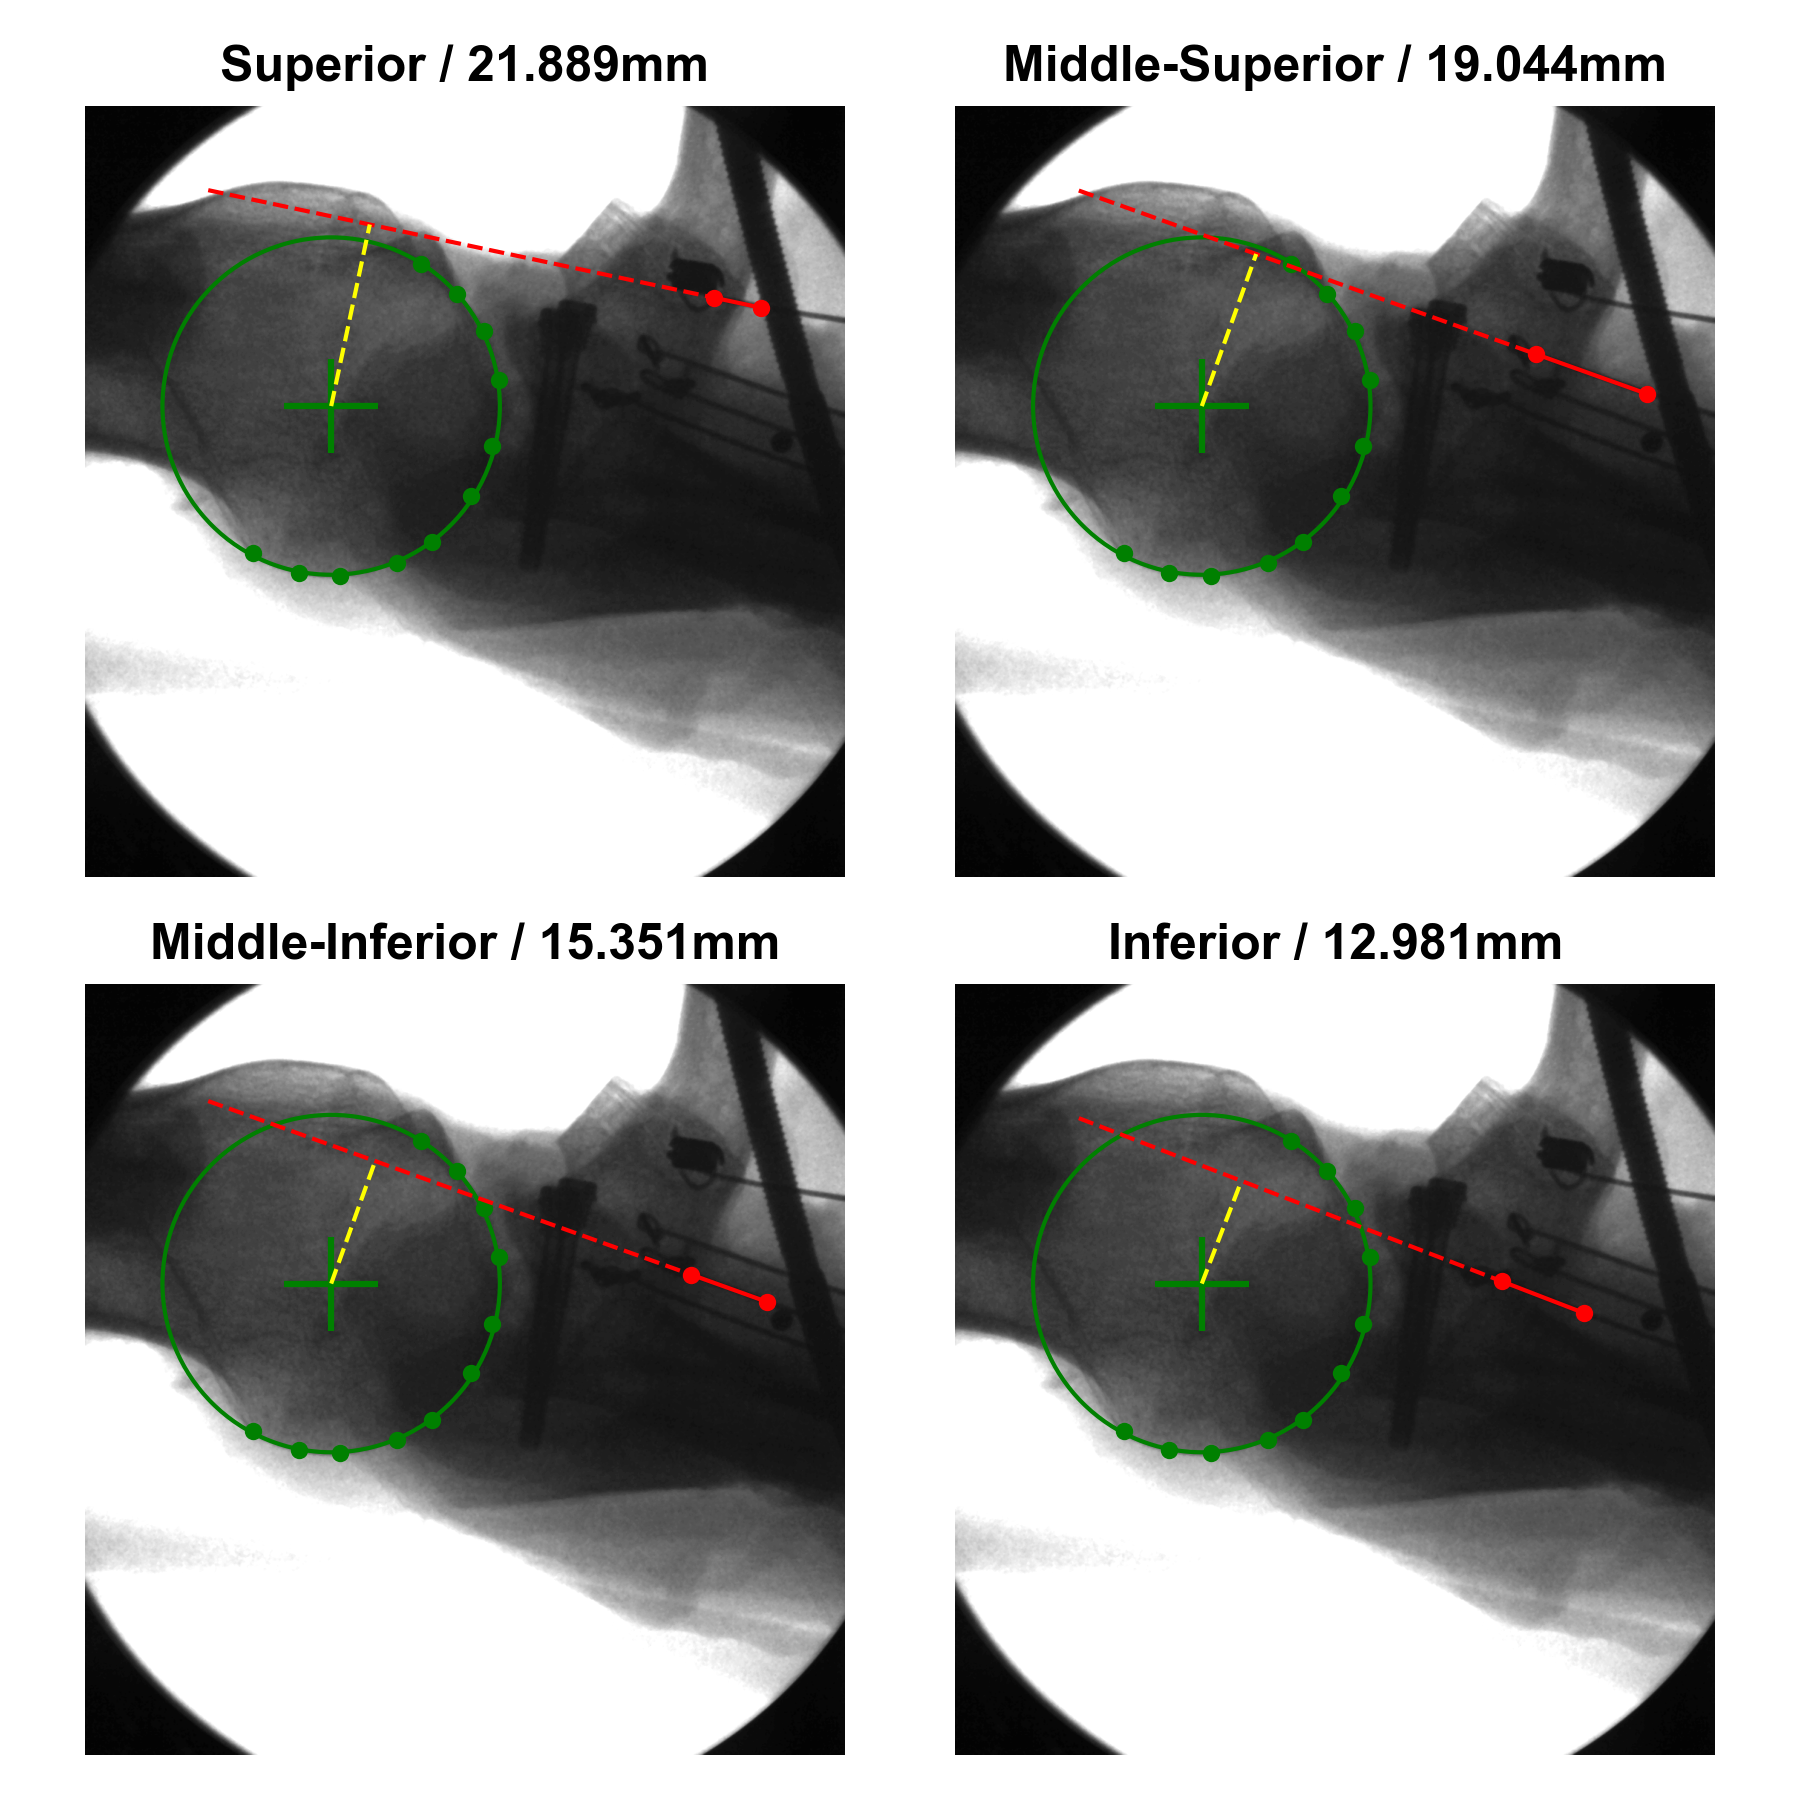 Superior / 21.889mm
Middle-Superior / 19.044mm
Middle-Inferior / 15.351mm
Inferior / 12.981mm